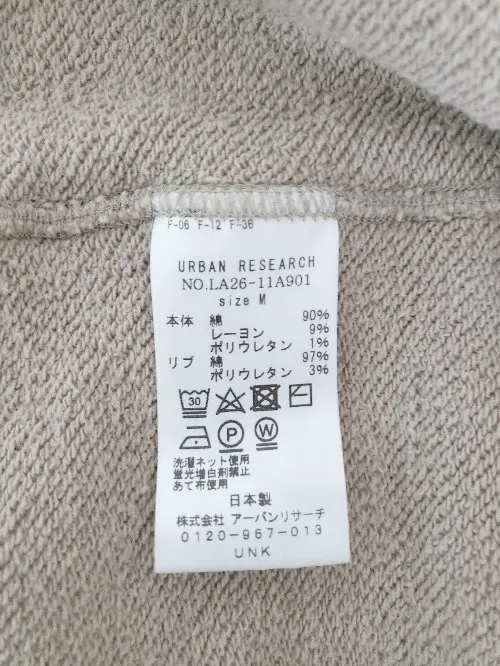 F-06 F-12 F-36
URBAN RESEARCH
NO.LA26-11A901
size M
本体 綿 90%
レーヨン 9%
ポリウレタン 1%
リブ 綿 97%
ポリウレタン 3%
30
P W
洗濯ネット使用
蛍光増白剤禁止
あて布使用
日本製
株式会社 アーバンリサーチ
0120-967-013
UNK